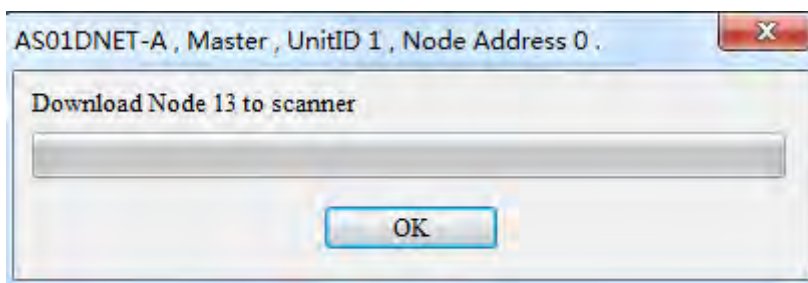 AS01DNET-A , Master , UnitID 1 , Node Address 0 .
Download Node 13 to scanner
OK